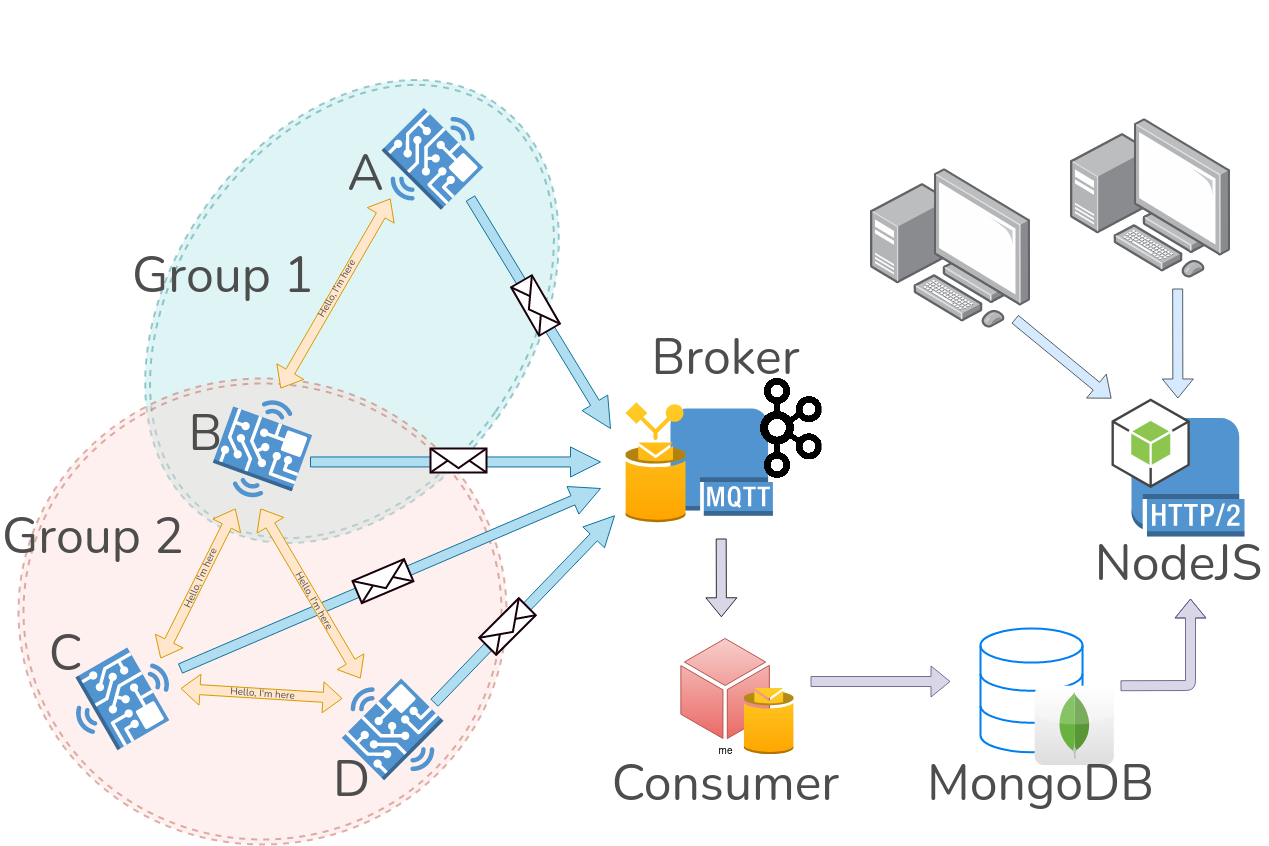 A
Group 1
Hello, I'm here
Broker
B
MQTT
HTTP/2
Group 2
Hello, I'm here
Hello, I'm here
NodeJS
C
Hello, I'm here
D
me
Consumer
MongoDB